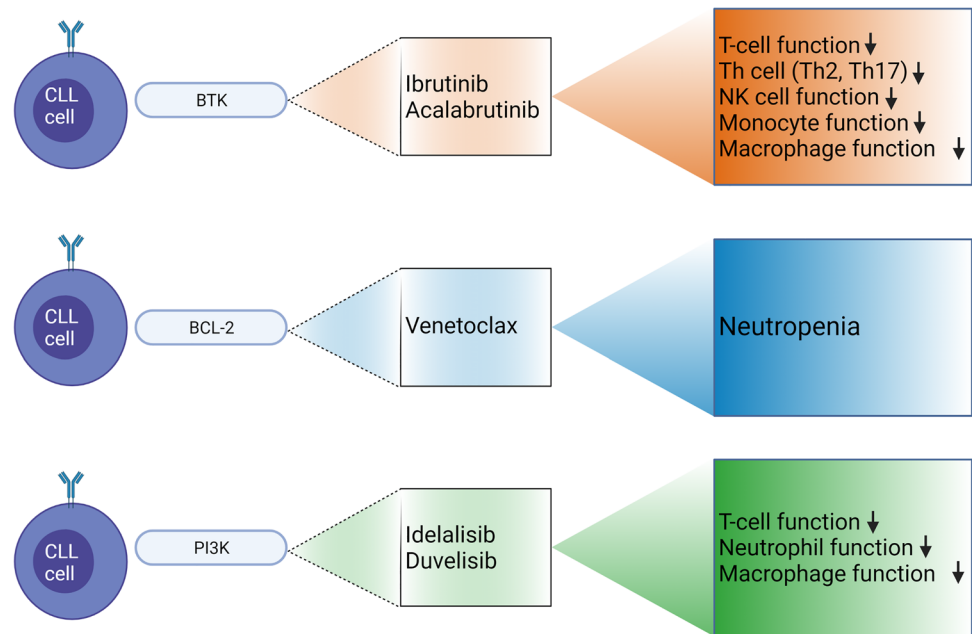 CLL
cell
BTK
Ibrutinib
Acalabrutinib
T-cell function ↓
Th cell (Th2, Th17) ↓
NK cell function ↓
Monocyte function ↓
Macrophage function ↓
CLL
cell
BCL-2
Venetoclax
Neutropenia
CLL
cell
PI3K
Idelalisib
Duvelisib
T-cell function ↓
Neutrophil function ↓
Macrophage function ↓